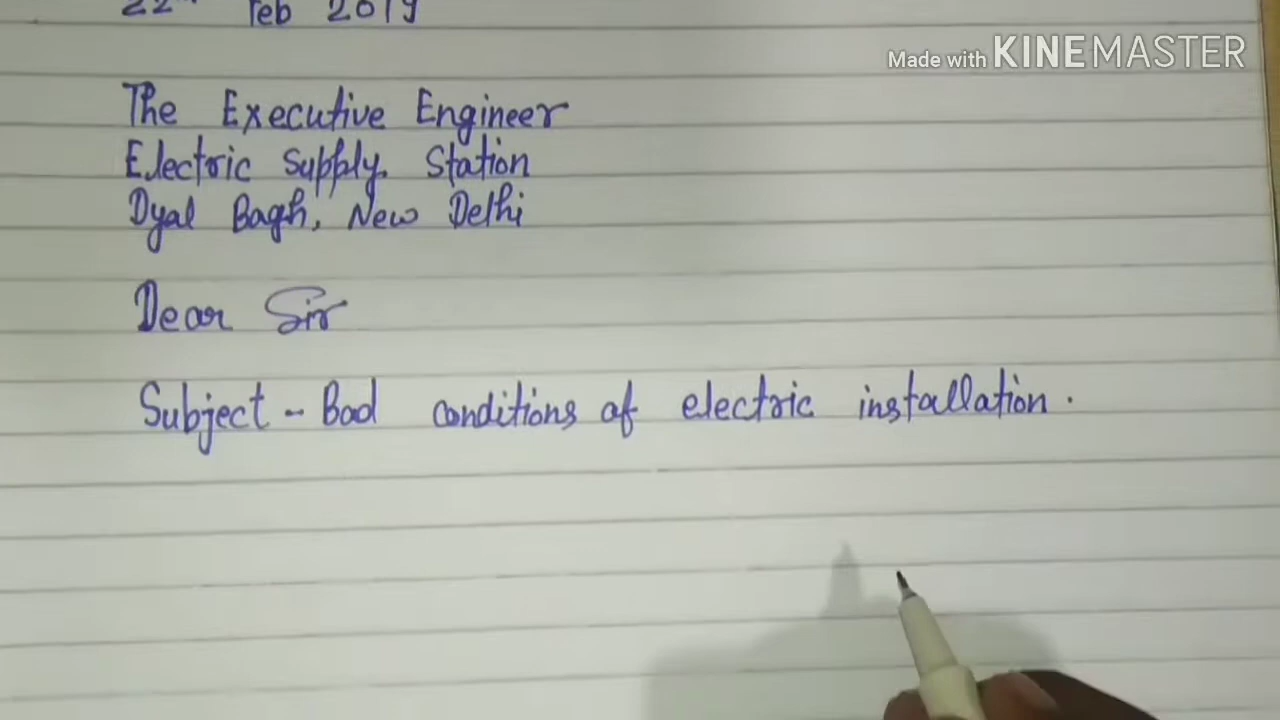 22nd Feb 2019
Made with KINEMASTER
The Executive Engineer
Electric Supply Station
Dyal Bagh, New Delhi
Dear Sir
Subject - Bad conditions of electric installation.